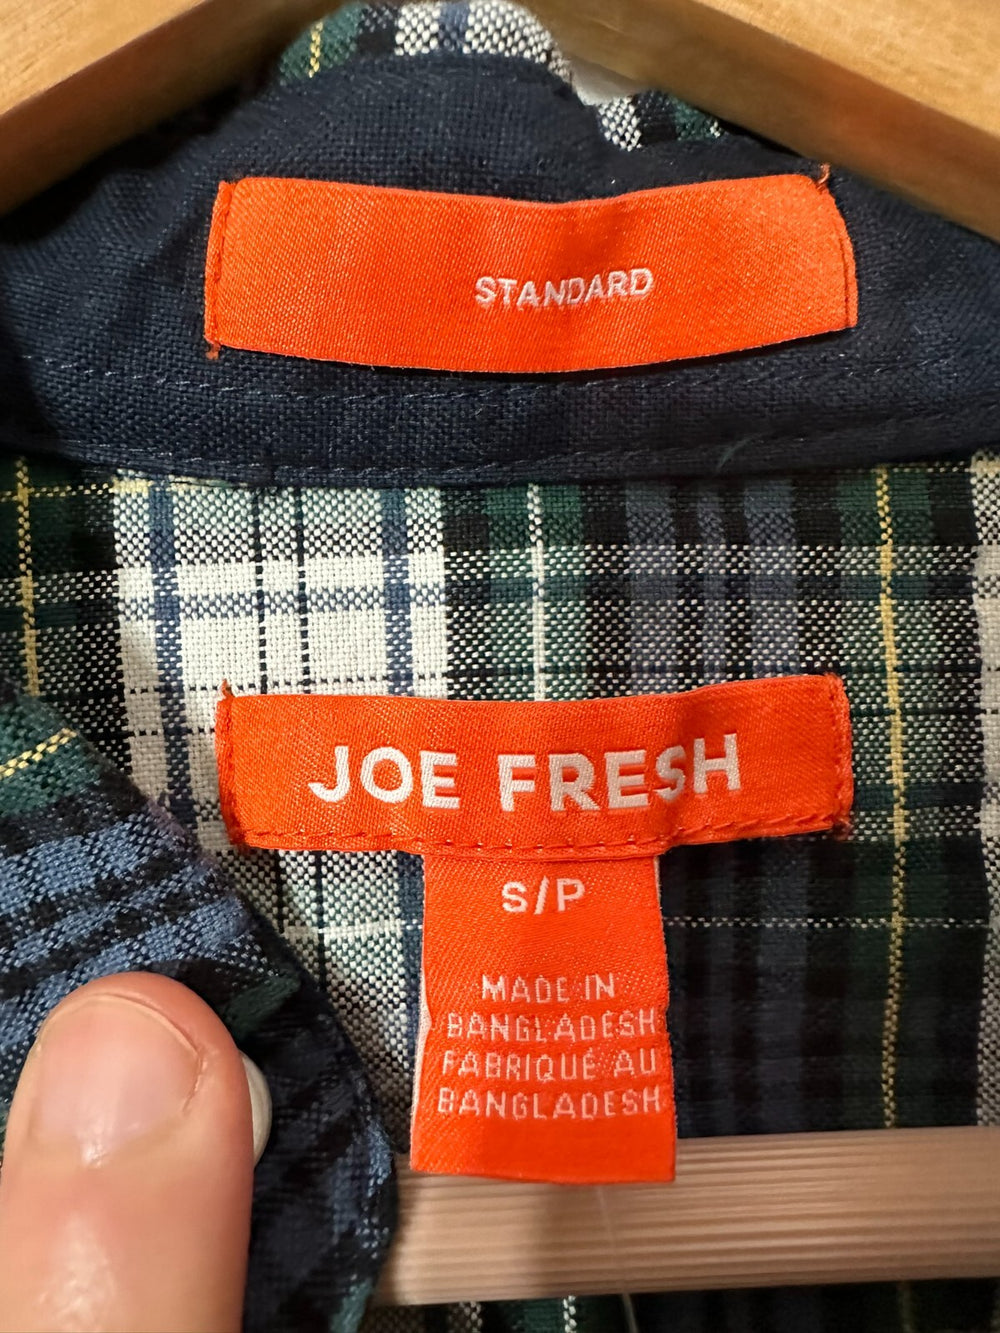 STANDARD
JOE FRESH
S/P
MADE IN
BANGLADESH
FABRIQUÉ AU
BANGLADESH